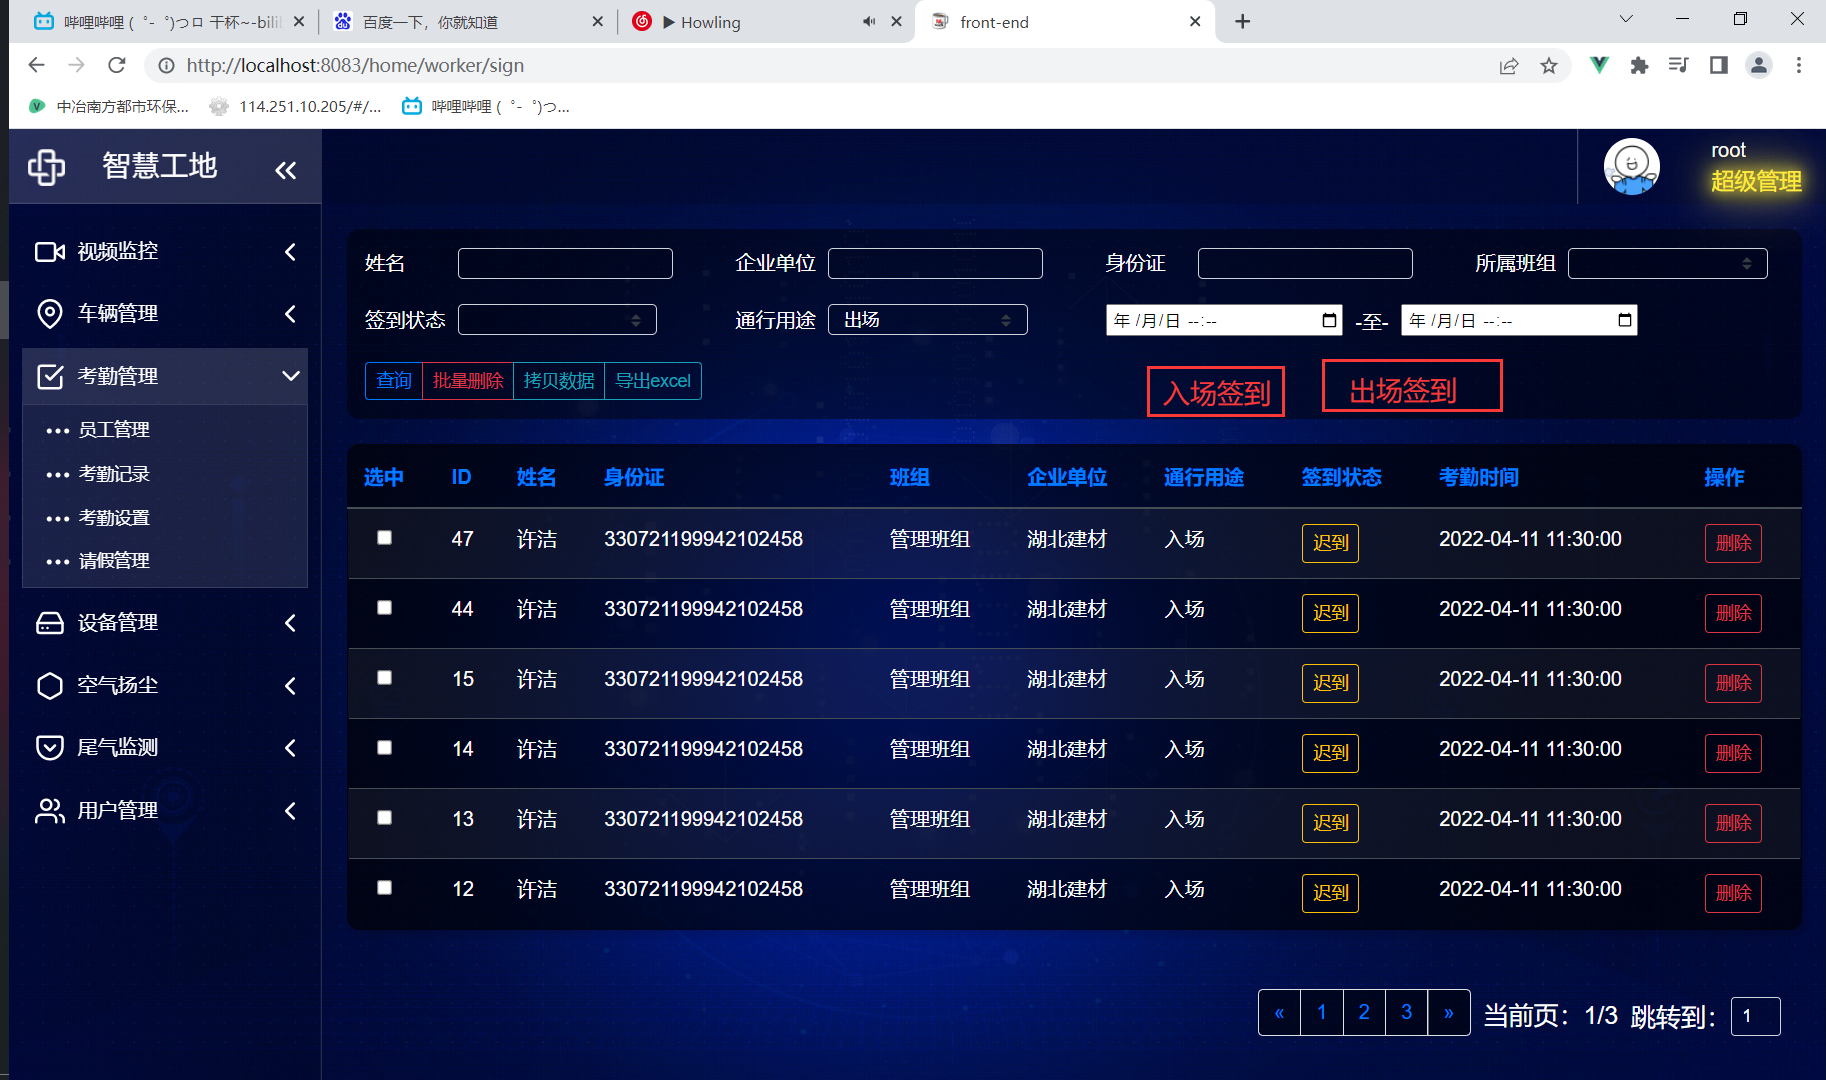 哔哩哔哩 (゜-゜)つロ 干杯~-bili
百度一下，你就知道
Howling
front-end
http://localhost:8083/home/worker/sign
中冶南方都市环保...
114.251.10.205/#/...
哔哩哔哩 (゜-゜)つ...
智慧工地
root
超级管理
视频监控
车辆管理
考勤管理
员工管理
考勤记录
考勤设置
请假管理
设备管理
空气扬尘
尾气监测
用户管理
姓名 企业单位 身份证 所属班组
签到状态 通行用途 出场 年 /月/日 --:-- -至- 年 /月/日 --:--
查询 批量删除 拷贝数据 导出excel 入场签到 出场签到
选中 ID 姓名 身份证 班组 企业单位 通行用途 签到状态 考勤时间 操作
47 许洁 330721199942102458 管理班组 湖北建材 入场 迟到 2022-04-11 11:30:00 删除
44 许洁 330721199942102458 管理班组 湖北建材 入场 迟到 2022-04-11 11:30:00 删除
15 许洁 330721199942102458 管理班组 湖北建材 入场 迟到 2022-04-11 11:30:00 删除
14 许洁 330721199942102458 管理班组 湖北建材 入场 迟到 2022-04-11 11:30:00 删除
13 许洁 330721199942102458 管理班组 湖北建材 入场 迟到 2022-04-11 11:30:00 删除
12 许洁 330721199942102458 管理班组 湖北建材 入场 迟到 2022-04-11 11:30:00 删除
« 1 2 3 » 当前页：1/3 跳转到： 1